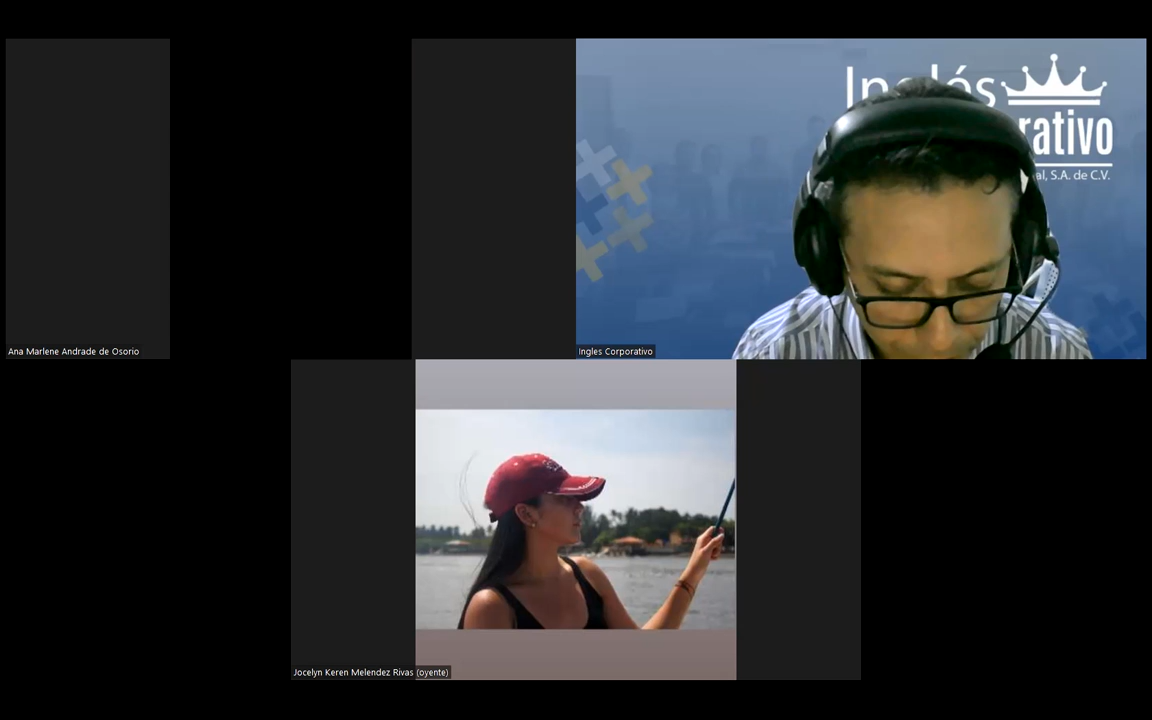 Inglés
rativo
al, S.A. de C.V.
Ana Marlene Andrade de Osorio
Ingles Corporativo
Jocelyn Keren Melendez Rivas (oyente)